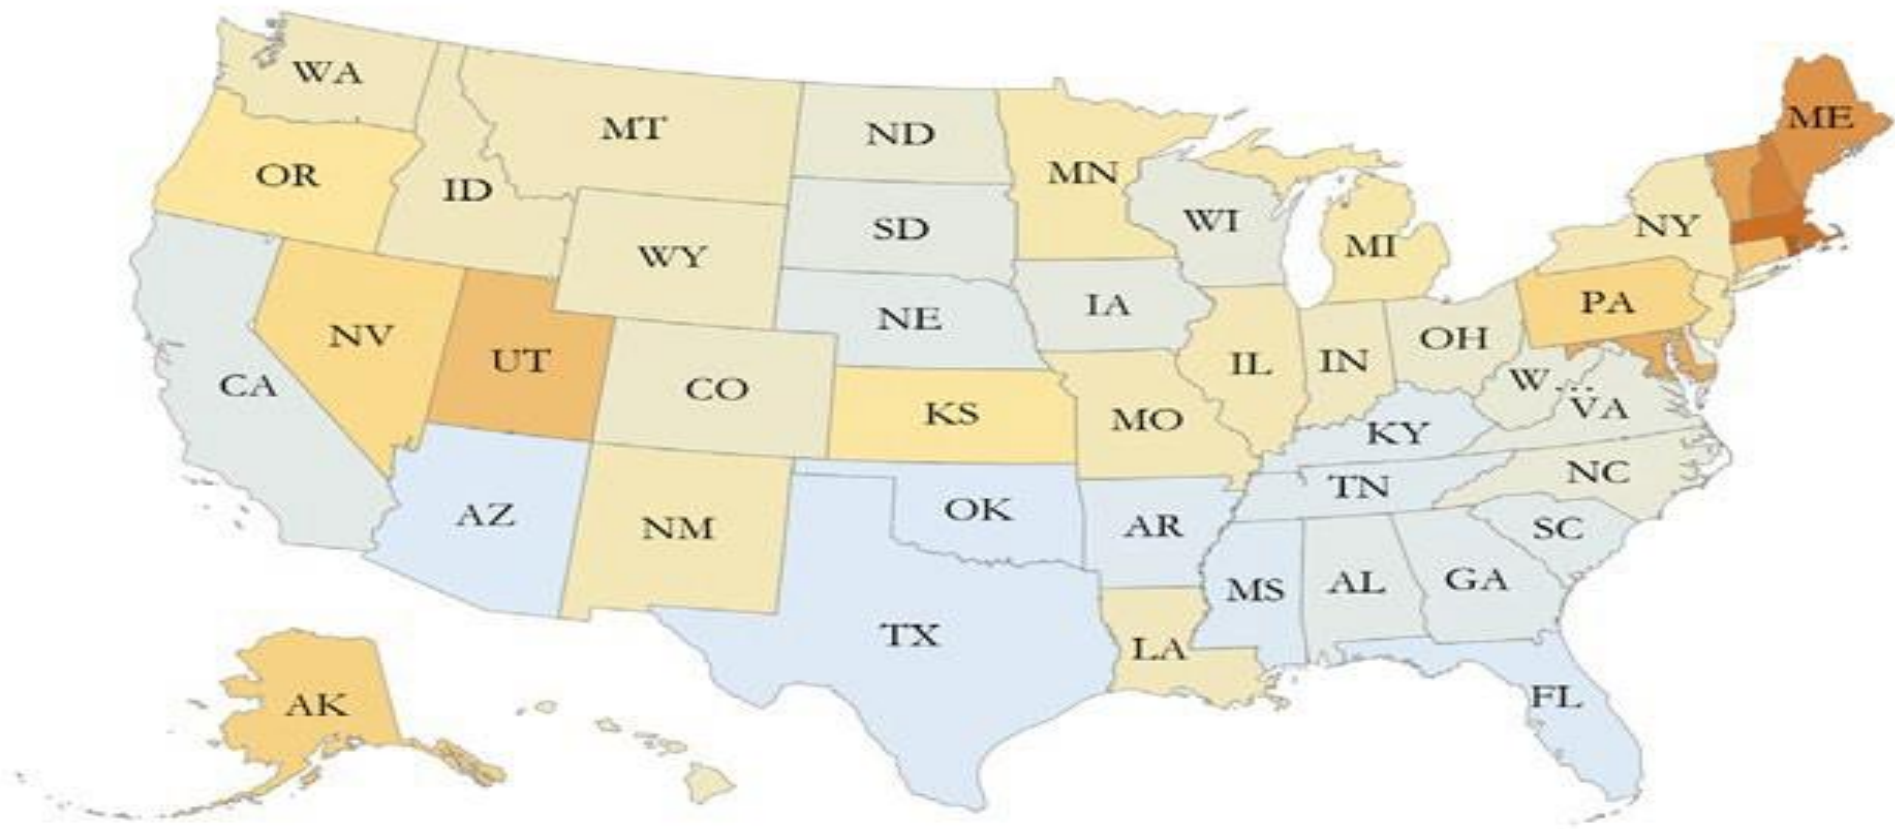 WA
MT
ND
MN
ME
OR
ID
SD
WI
NY
WY
MI
NE
IA
PA
NV
UT
OH
CO
IL
IN
W...
CA
KS
MO
VA
KY
NC
TN
AZ
OK
NM
AR
SC
MS
AL
GA
TX
LA
AK
FL